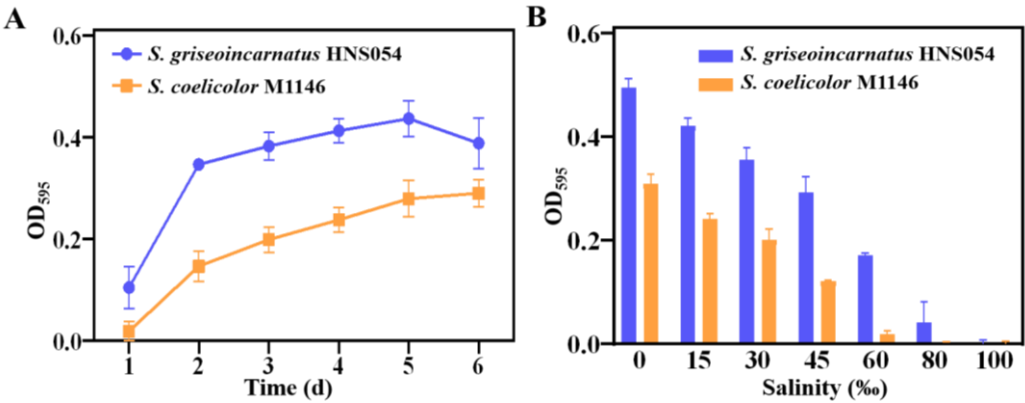 A
S. griseoincarnatus HNS054
S. coelicolor M1146
OD595
0.6
0.4
0.2
0.0
1 2 3 4 5 6
Time (d)
B
S. griseoincarnatus HNS054
S. coelicolor M1146
OD595
0.6
0.4
0.2
0.0
0 15 30 45 60 80 100
Salinity (‰)